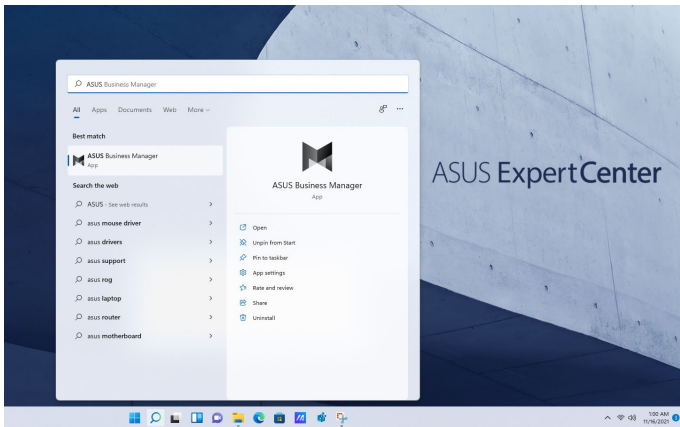 ASUS Business Manager
All Apps Documents Web More
Best match
ASUS Business Manager
App
Search the web
ASUS - See web results
asus mouse driver
asus drivers
asus support
asus rog
asus laptop
asus router
asus motherboard
ASUS Business Manager
App
Open
Unpin from Start
Pin to taskbar
App settings
Rate and review
Share
Uninstall
ASUS ExpertCenter
1:00 AM
11/16/2021